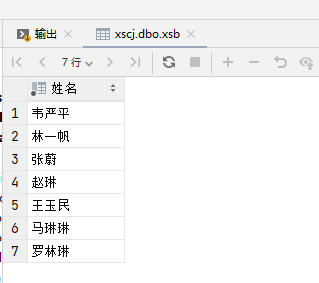 输出 xscj.dbo.xsb
7 行
姓名
1 韦严平
2 林一帆
3 张蔚
4 赵琳
5 王玉民
6 马琳琳
7 罗林琳